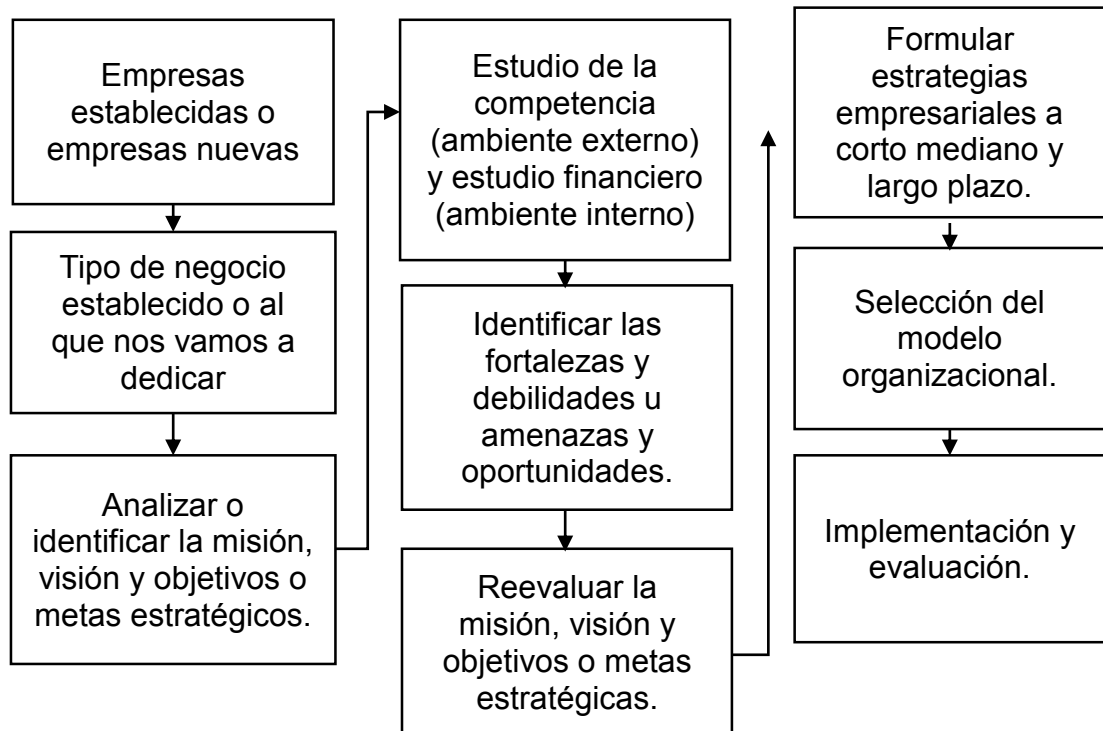 Empresas
establecidas o
empresas nuevas
Tipo de negocio
establecido o al
que nos vamos a
dedicar
Analizar o
identificar la misión,
visión y objetivos o
metas estratégicos.
Estudio de la
competencia
(ambiente externo)
y estudio financiero
(ambiente interno)
Identificar las
fortalezas y
debilidades u
amenazas y
oportunidades.
Reevaluar la
misión, visión y
objetivos o metas
estratégicas.
Formular
estrategias
empresariales a
corto mediano y
largo plazo.
Selección del
modelo
organizacional.
Implementación y
evaluación.